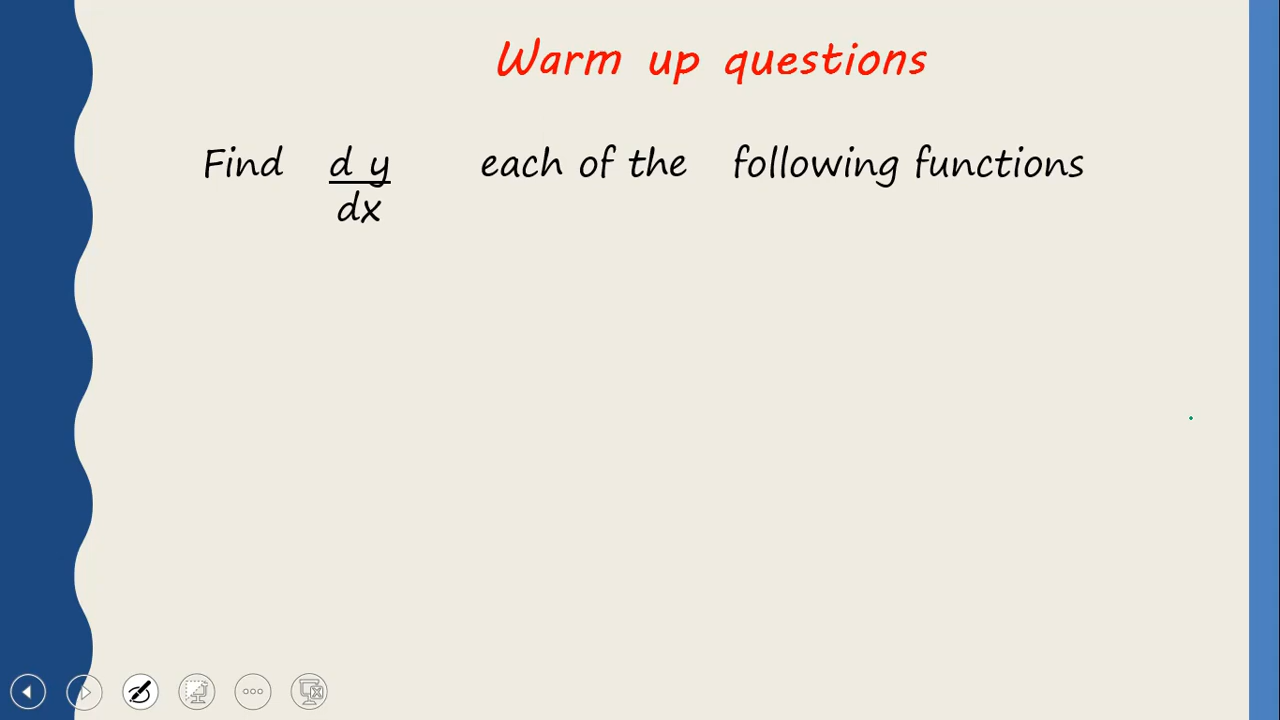 Warm up questions
Find d y each of the following functions
dx